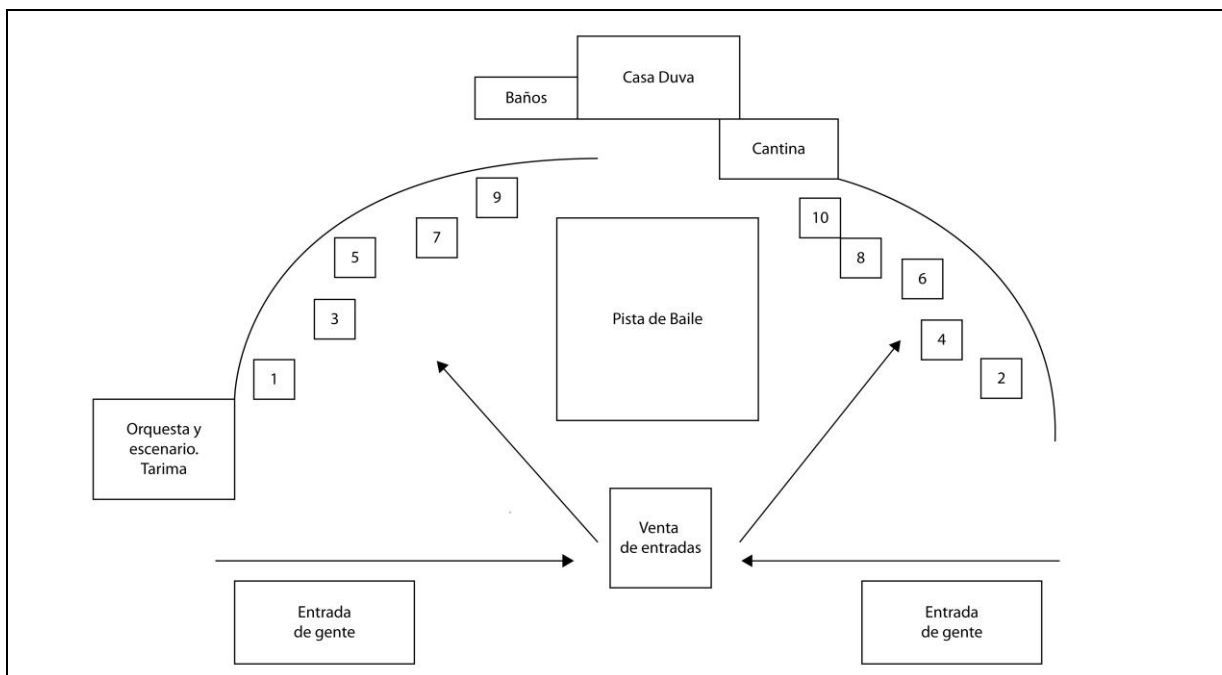 Casa Duva
Baños
Cantina
9
10
7
5
8
6
3
Pista de Baile
4
1
2
Orquesta y
escenario.
Tarima
Venta
de entradas
Entrada
de gente
Entrada
de gente